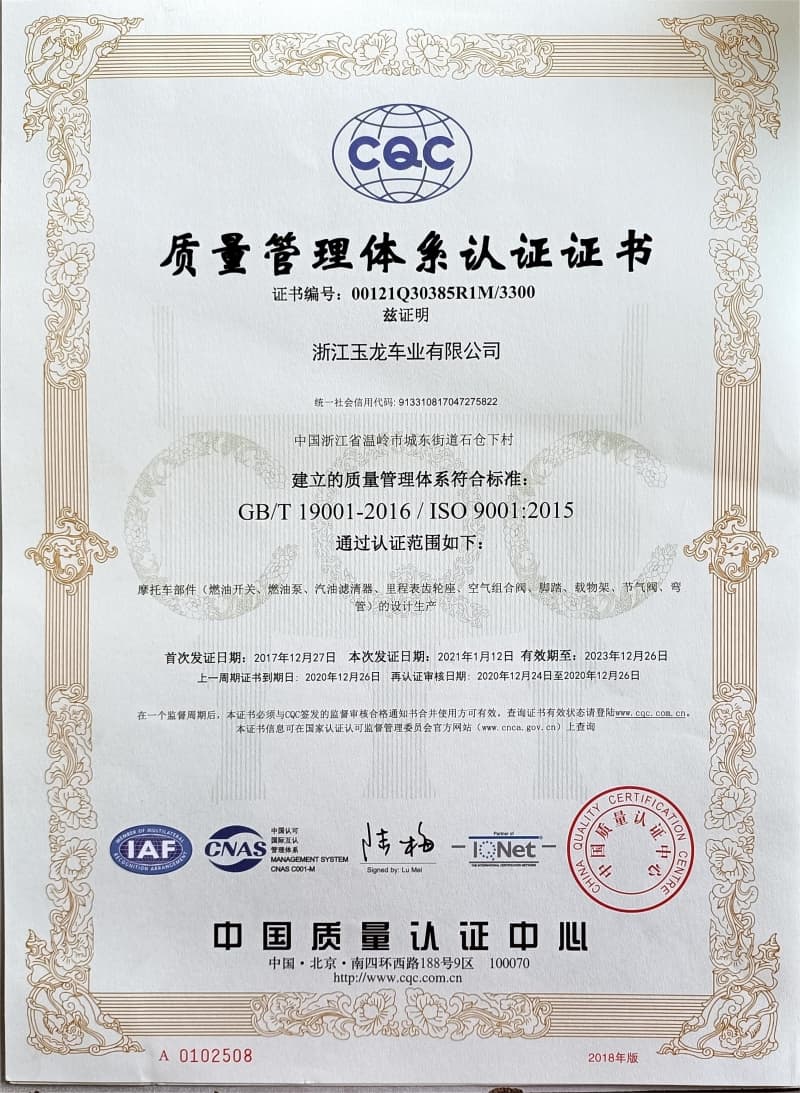 CQC
质量管理体系认证证书
证书编号：00121Q30385R1M/3300
兹证明
浙江玉龙车业有限公司
统一社会信用代码: 913310817047275822
中国浙江省温岭市城东街道石仓下村
建立的质量管理体系符合标准：
GB/T 19001-2016 / ISO 9001:2015
通过认证范围如下：
摩托车部件（燃油开关、燃油泵、汽油滤清器、里程表齿轮座、空气组合阀、脚踏、载物架、节气阀、弯
管）的设计生产
首次发证日期：2017年12月27日 本次发证日期：2021年1月12日 有效期至：2023年12月26日
上一周期证书到期日：2020年12月26日 再认证审核日期：2020年12月24日至2020年12月26日
在一个监督周期后，本证书必须与CQC签发的监督审核合格通知书合并使用方可有效，查询证书有效状态请登陆www.cqc.com.cn。
本证书信息可在国家认证认可监督管理委员会官方网站（www.cnca.gov.cn）上查询
MEMBER OF MULTILATERAL
IAF
RECOGNITION ARRANGEMENT
CNAS
中国认可
国际互认
管理体系
MANAGEMENT SYSTEM
CNAS C001-M
陆梅
Signed by: Lu Mei
Partner of
IQNet
THE INTERNATIONAL CERTIFICATION NETWORK
CHINA QUALITY CERTIFICATION CENTRE
中国质量认证中心
中国质量认证中心
中国·北京·南四环西路188号9区 100070
http://www.cqc.com.cn
A 0102508
2018年版